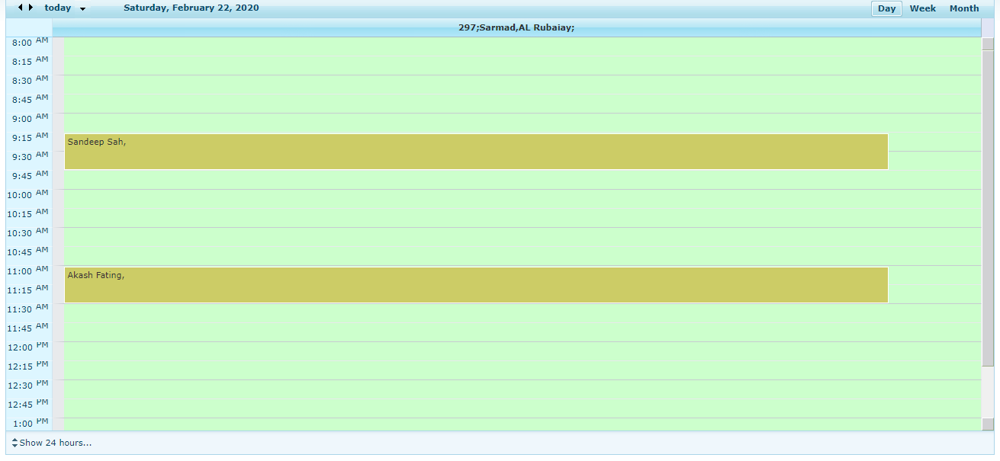 today Saturday, February 22, 2020 Day Week Month
297;Sarmad,AL Rubaiay;
8:00 AM
8:15 AM
8:30 AM
8:45 AM
9:00 AM
9:15 AM
Sandeep Sah,
9:30 AM
9:45 AM
10:00 AM
10:15 AM
10:30 AM
10:45 AM
11:00 AM
Akash Fating,
11:15 AM
11:30 AM
11:45 AM
12:00 PM
12:15 PM
12:30 PM
12:45 PM
1:00 PM
Show 24 hours...